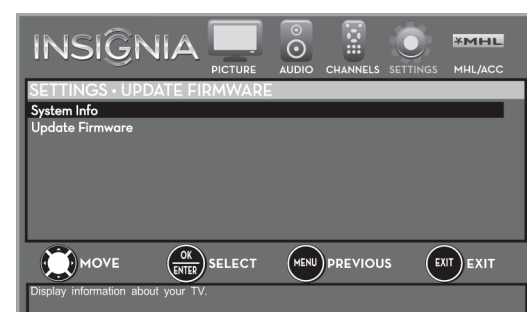 INSIGNIA
PICTURE AUDIO CHANNELS SETTINGS MHL/ACC
MHL
SETTINGS • UPDATE FIRMWARE
System Info
Update Firmware
MOVE OK ENTER SELECT MENU PREVIOUS EXIT EXIT
Display information about your TV.